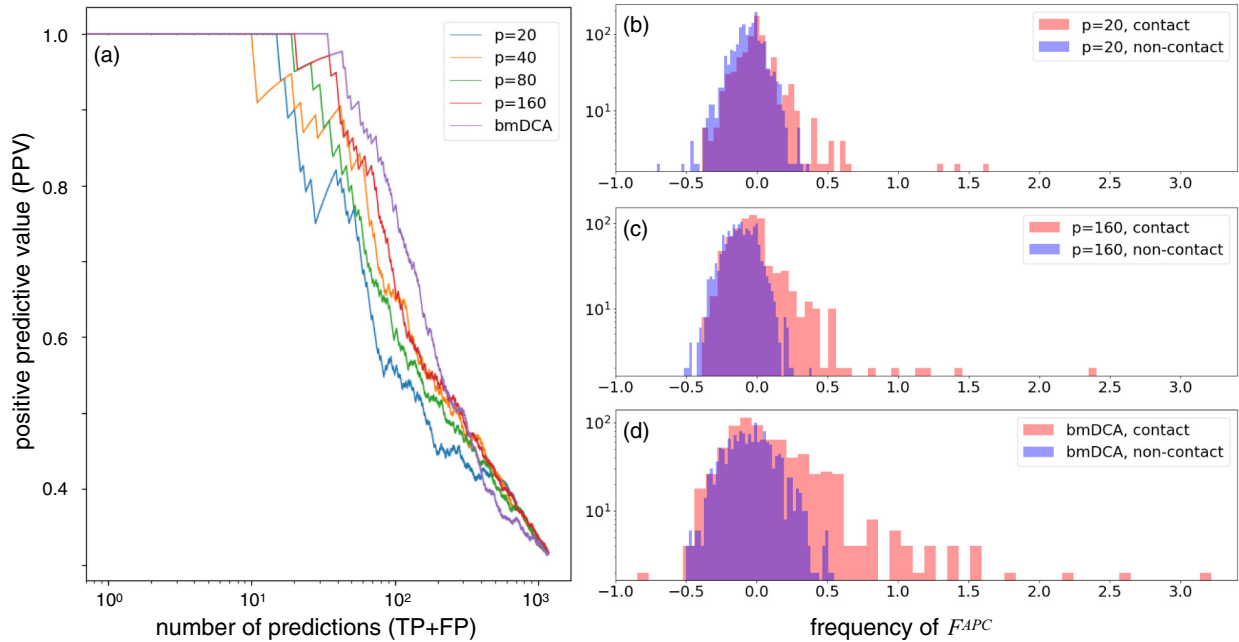 (a)
p=20
p=40
p=80
p=160
bmDCA
1.0
0.8
0.6
0.4
positive predictive value (PPV)
10⁰
10¹
10²
10³
number of predictions (TP+FP)
(b)
p=20, contact
p=20, non-contact
10²
10¹
−1.0 −0.5 0.0 0.5 1.0 1.5 2.0 2.5 3.0
(c)
p=160, contact
p=160, non-contact
10²
10¹
−1.0 −0.5 0.0 0.5 1.0 1.5 2.0 2.5 3.0
(d)
bmDCA, contact
bmDCA, non-contact
10²
10¹
−1.0 −0.5 0.0 0.5 1.0 1.5 2.0 2.5 3.0
frequency of F^{APC}